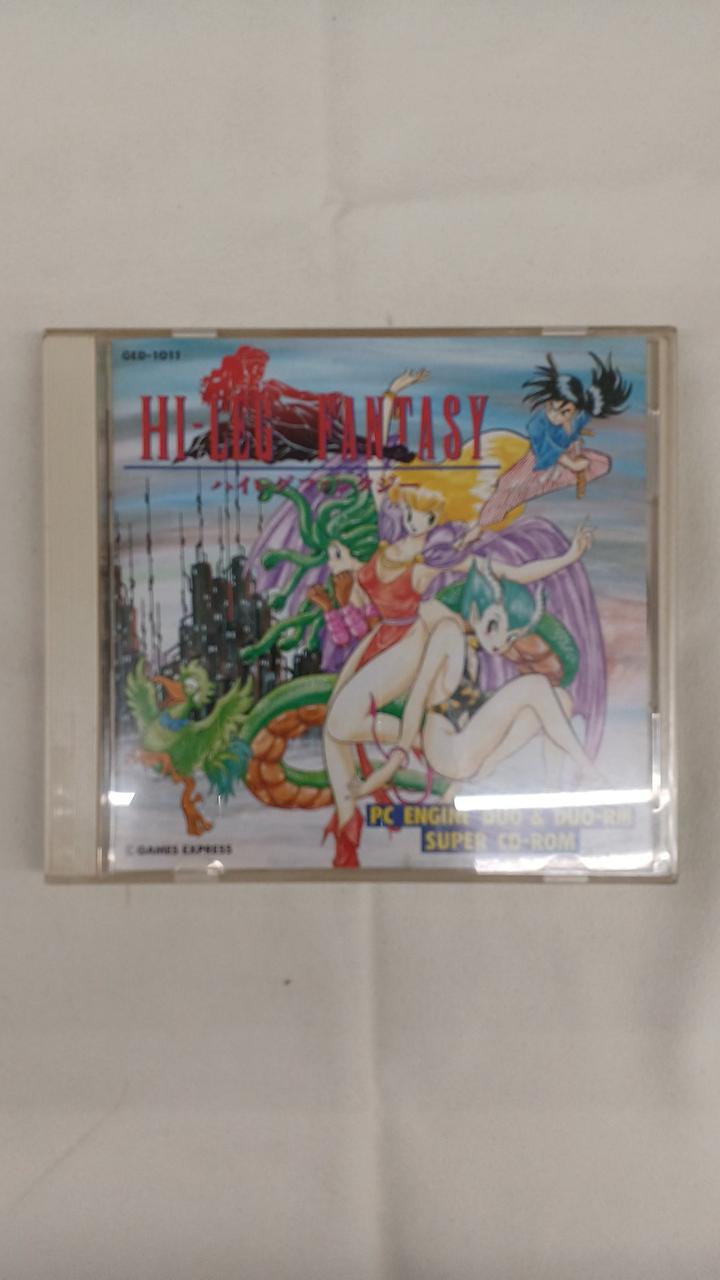 GED-1011
HI-LEG FANTASY
ハイレグファンタジー
PC ENGINE DUO & DUO-RM
SUPER CD-ROM
© GAMES EXPRESS